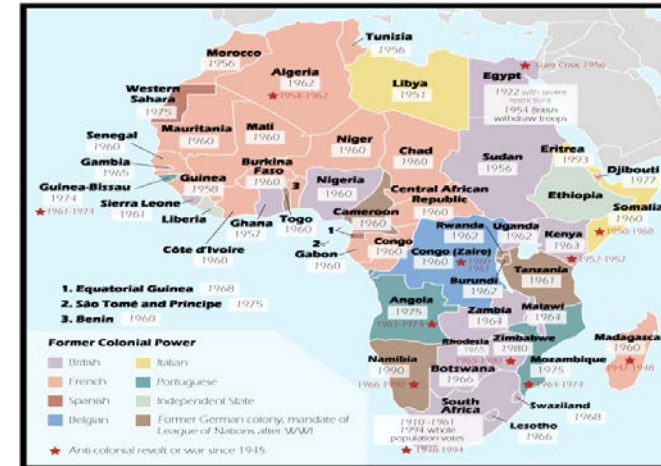 Tunisia
1956
Morocco
1956
Algeria
1962
1954-1962
Libya
1951
Egypt
1922 with severe
restrictions
1954 British
withdraw troops
Suez Crisis 1956
Western
Sahara
1975
Mauritania
1960
Mali
1960
Niger
1960
Chad
1960
Sudan
1956
Eritrea
1993
Djibouti
1977
Senegal
1960
Gambia
1965
Guinea-Bissau
1974
1961-1974
Guinea
1958
Burkina
Faso
1960
Nigeria
1960
Central African
Republic
1960
Ethiopia
Somalia
1960
1950-1960
Sierra Leone
1961
Liberia
Côte d'Ivoire
1960
Ghana
1957
Togo
1960
3
Cameroon
1960
1
2
Gabon
1960
Congo
1960
Congo (Zaire)
1960
1960
Rwanda
1962
Uganda
1962
Kenya
1963
1952-1957
Burundi
1962
Tanzania
1961
Angola
1975
1961-1974
Zambia
1964
Malawi
1964
Rhodesia
1965
1965-1980
Zimbabwe
1980
Mozambique
1975
1964-1974
Madagascar
1960
1947-1948
Namibia
1990
1966-1990
Botswana
1966
South
Africa
1910-1961
1994 whole
population votes
1948-1994
Swaziland
1968
Lesotho
1966
1. Equatorial Guinea 1968
2. São Tomé and Príncipe 1975
3. Benin 1960
Former Colonial Power
British
Italian
French
Portuguese
Spanish
Independent State
Belgian
Former German colony, mandate of
League of Nations after WWI
Anti-colonial revolt or war since 1945